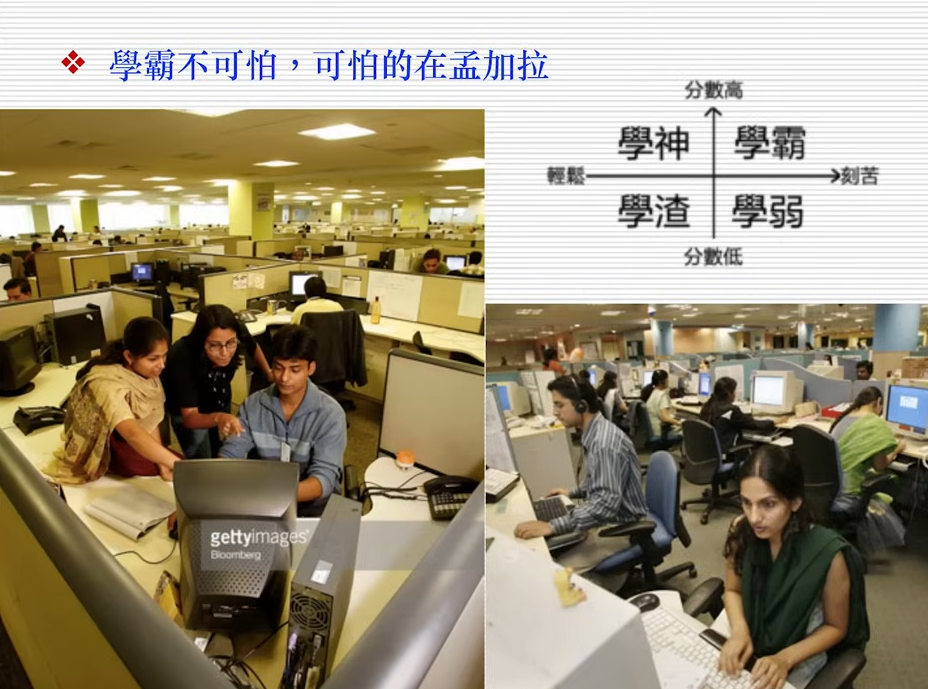 學霸不可怕，可怕的在孟加拉
分數高
學神 學霸
輕鬆 刻苦
學渣 學弱
分數低
gettyimages®
Bloomberg